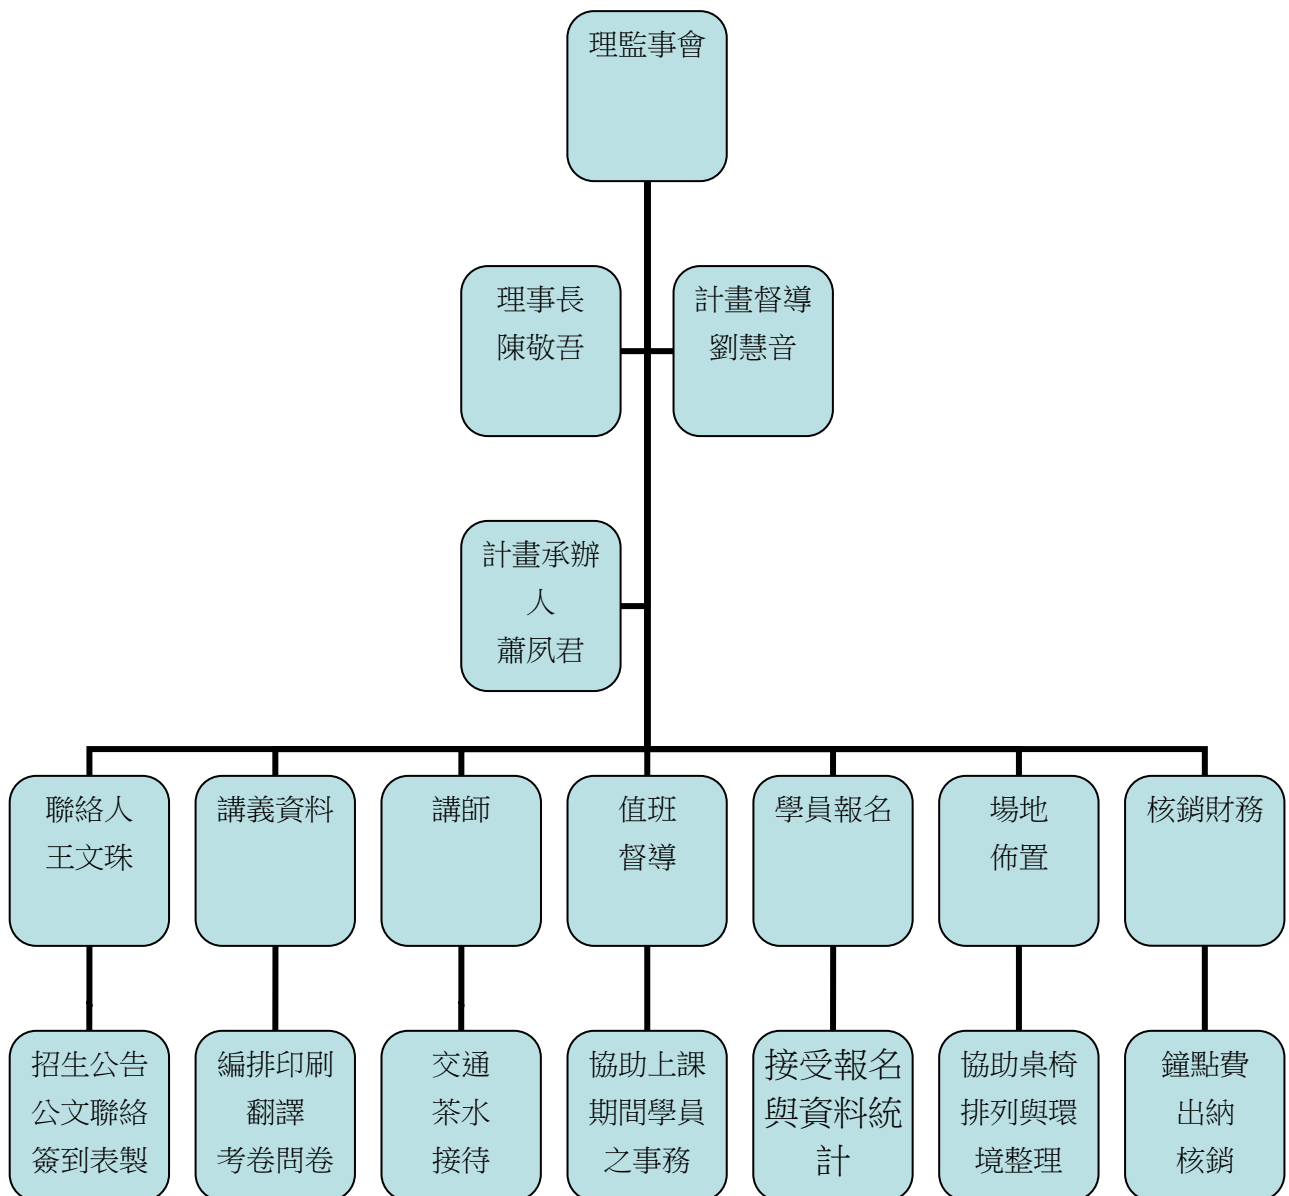 理監事會
理事長
陳敬吾
計畫督導
劉慧音
計畫承辦
人
蕭夙君
聯絡人
王文珠
講義資料
講師
值班
督導
學員報名
場地
佈置
核銷財務
招生公告
公文聯絡
簽到表製
編排印刷
翻譯
考卷問卷
交通
茶水
接待
協助上課
期間學員
之事務
接受報名
與資料統
計
協助桌椅
排列與環
境整理
鐘點費
出納
核銷